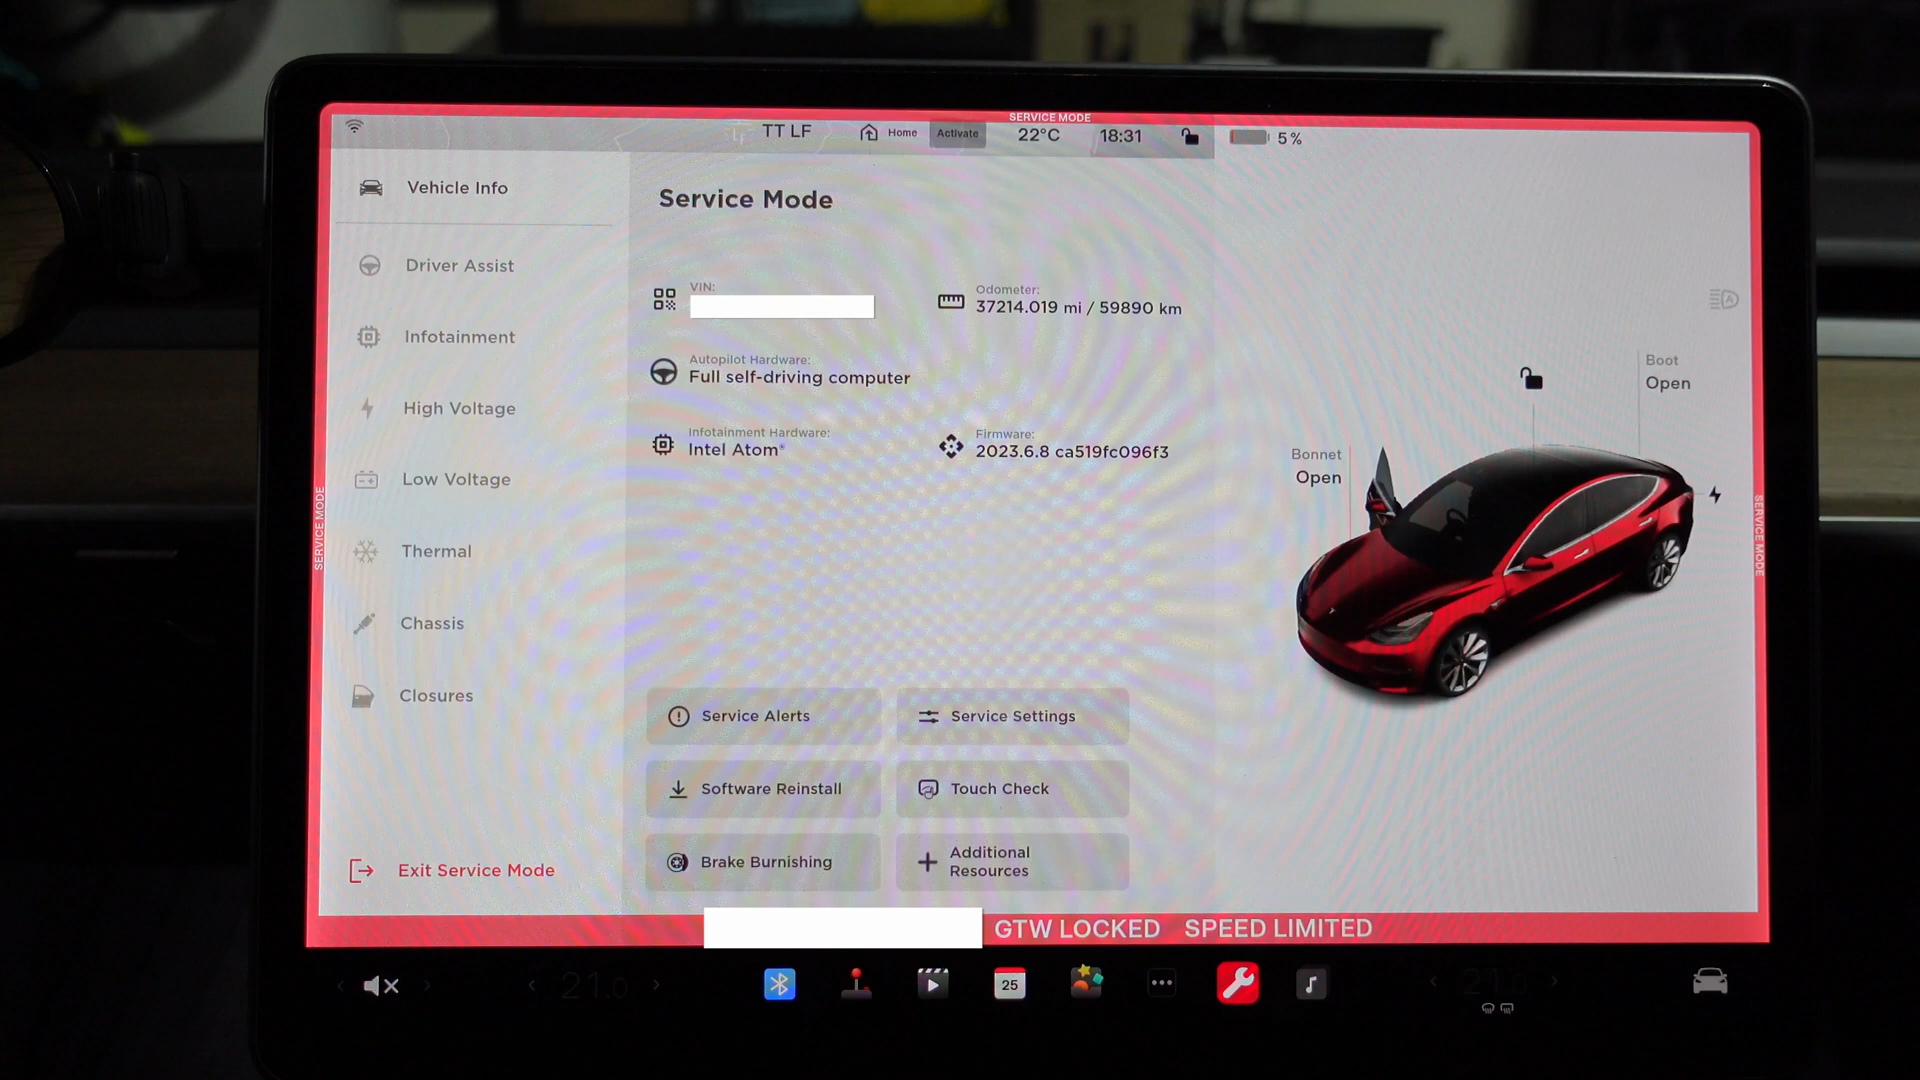 SERVICE MODE
TT LF
Home
Activate
22°C
18:31
5 %
Vehicle Info
Driver Assist
Infotainment
High Voltage
Low Voltage
Thermal
Chassis
Closures
Exit Service Mode
Service Mode
VIN:
Odometer:
37214.019 mi / 59890 km
Autopilot Hardware:
Full self-driving computer
Infotainment Hardware:
Intel Atom®
Firmware:
2023.6.8 ca519fc096f3
Service Alerts
Service Settings
Software Reinstall
Touch Check
Brake Burnishing
Additional
Resources
Boot
Open
Bonnet
Open
SERVICE MODE
SERVICE MODE
GTW LOCKED SPEED LIMITED
21.0
25